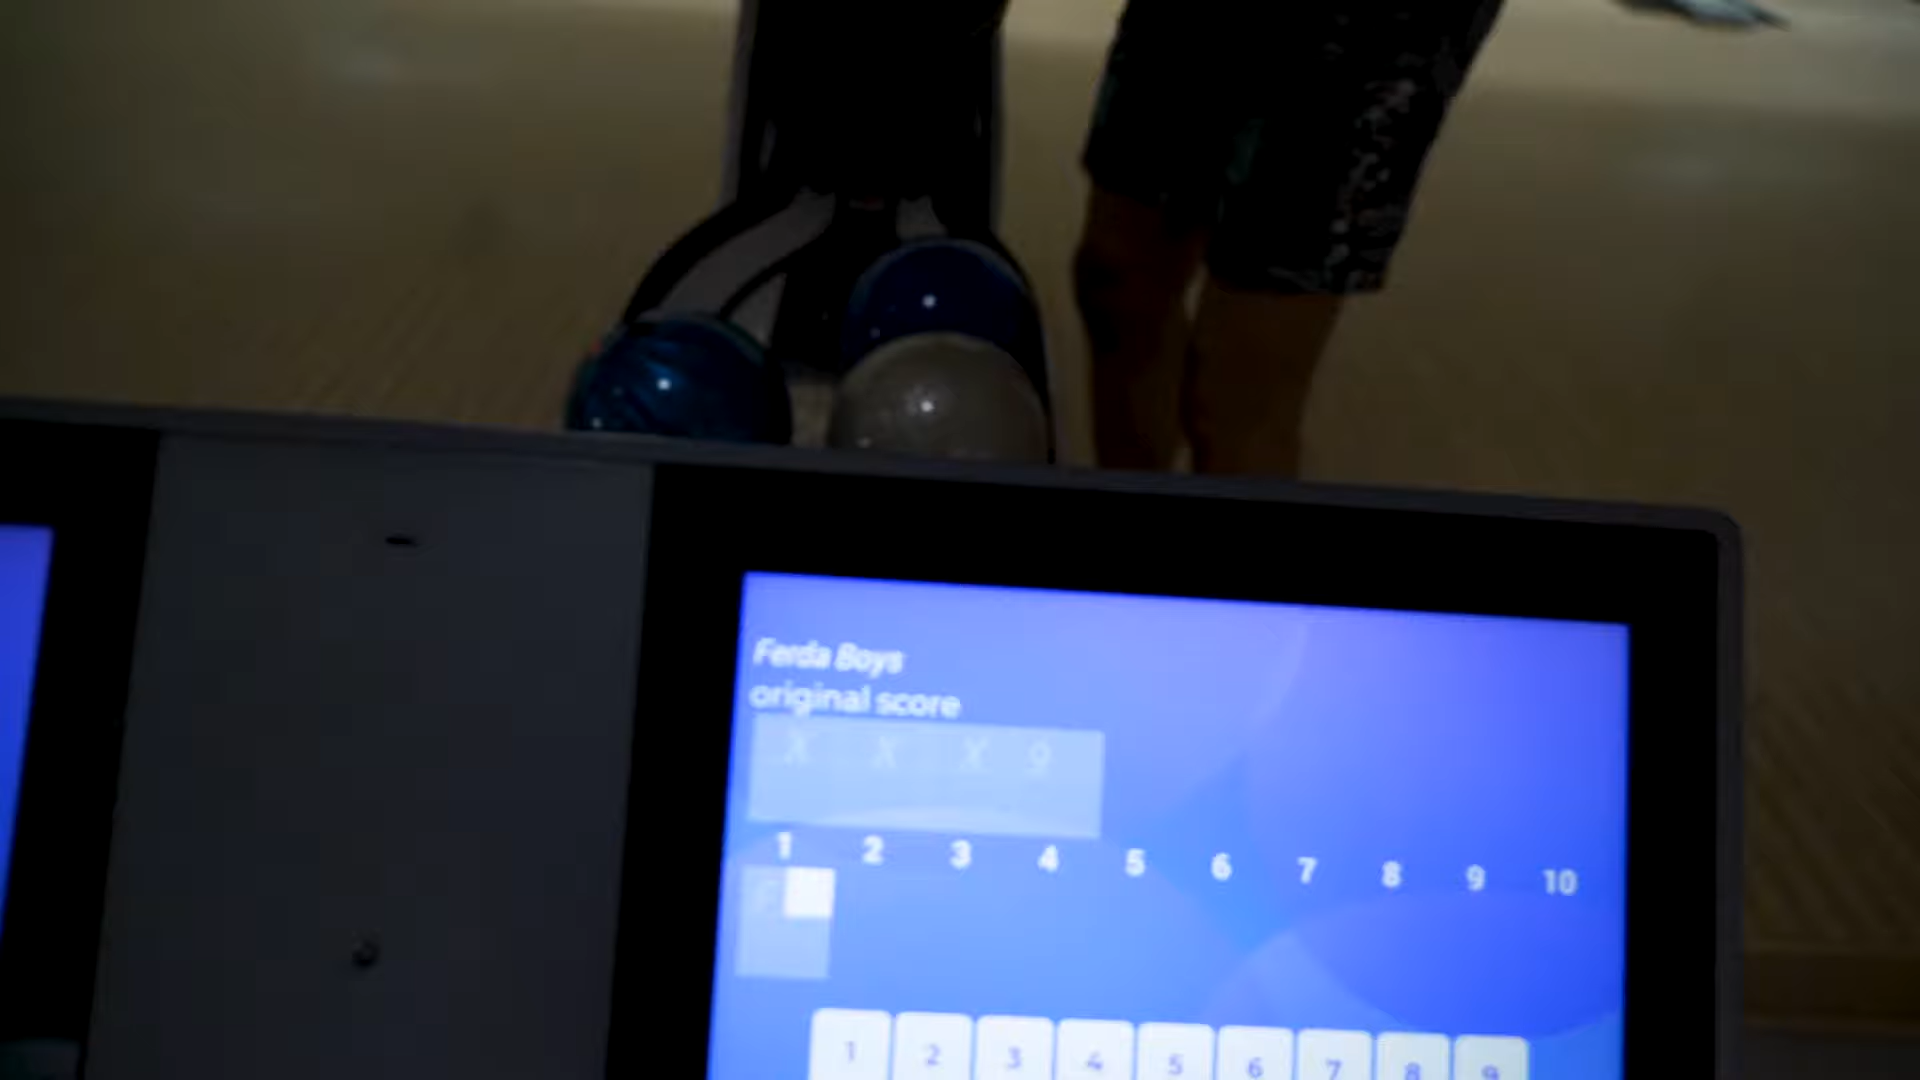 Ferda Boys
original score
X X X 9
1 2 3 4 5 6 7 8 9 10
F
1 2 3 4 5 6 7 8 9